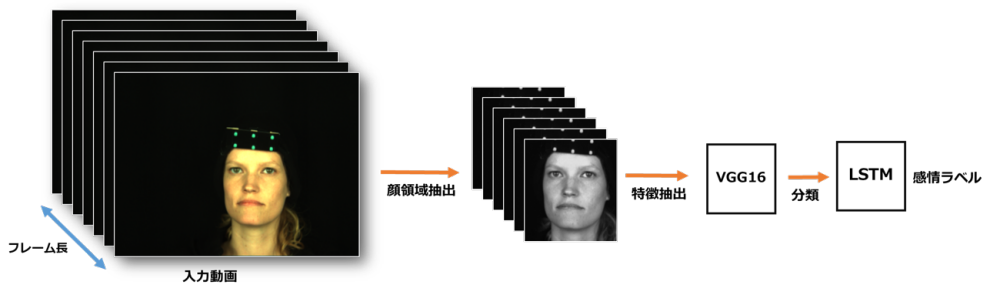 フレーム長
入力動画
顔領域抽出
特徴抽出
VGG16
分類
LSTM
感情ラベル